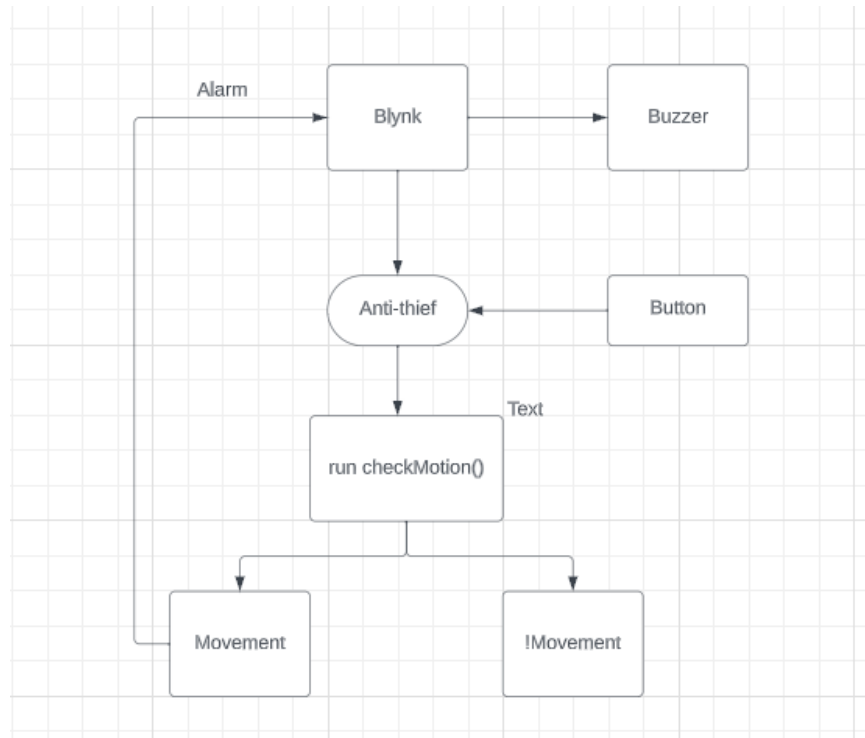 Alarm
Blynk
Buzzer
Anti-thief
Button
Text
run checkMotion()
Movement
!Movement